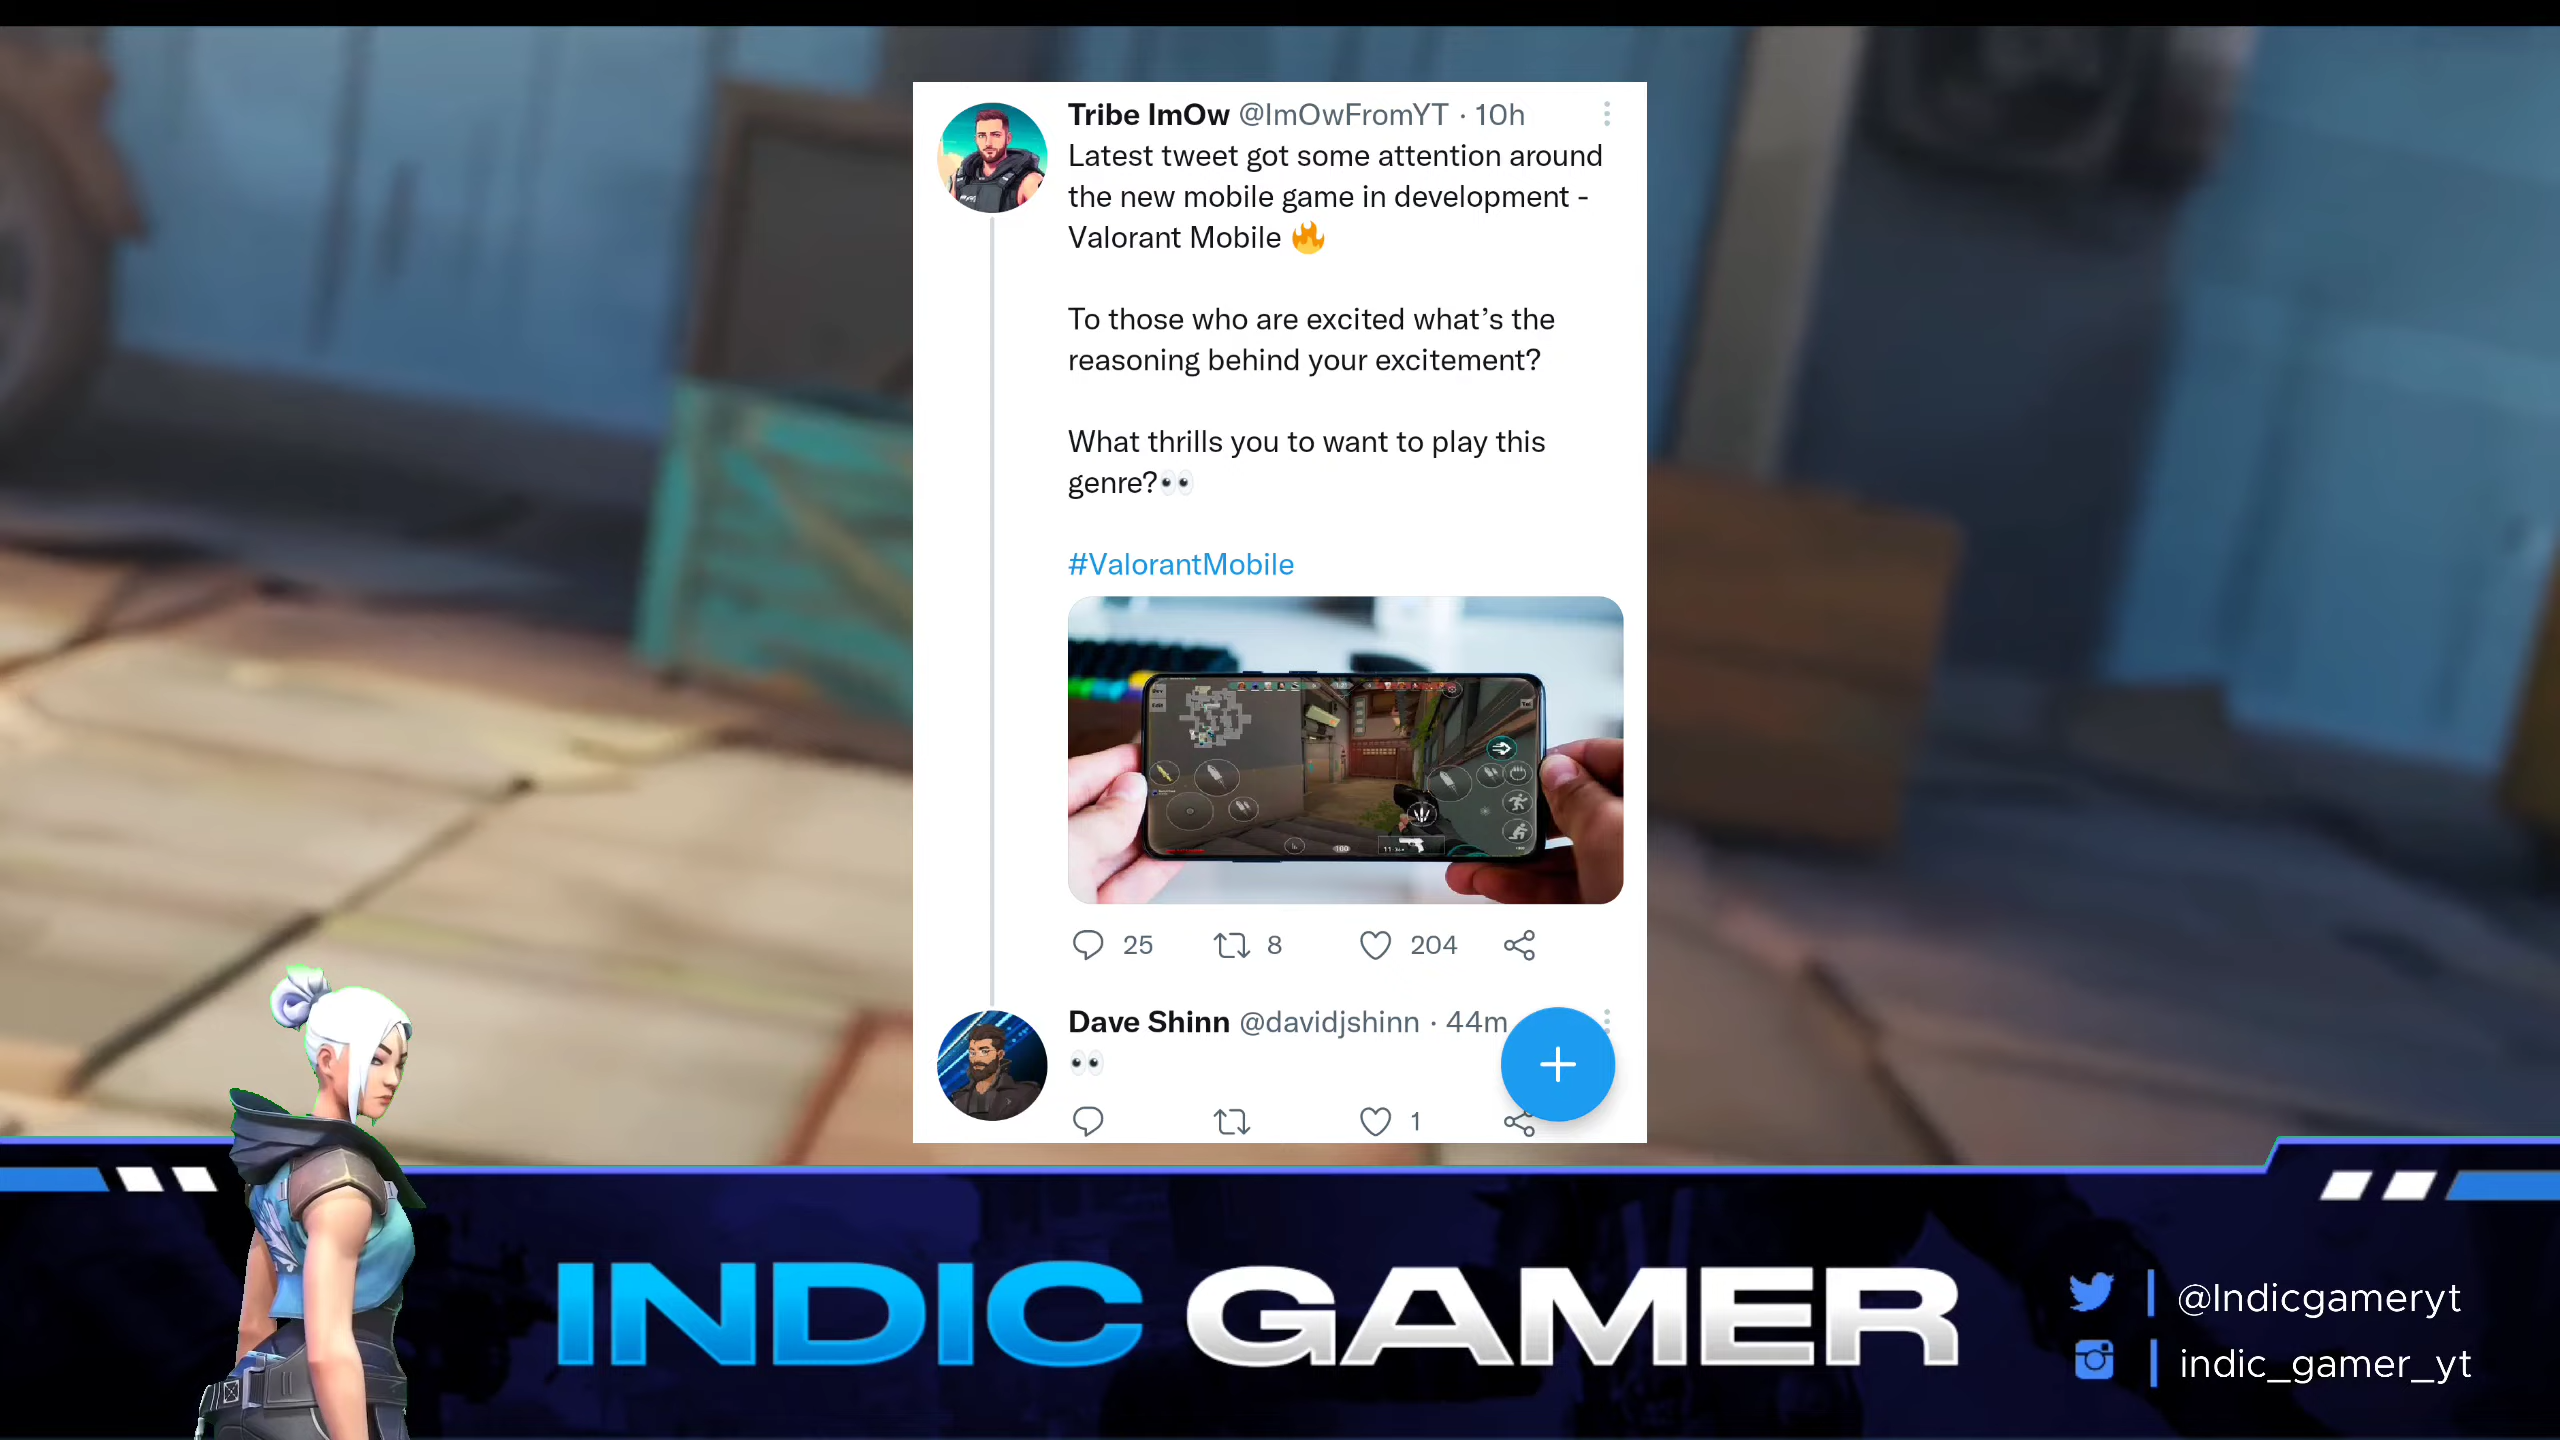 Tribe ImOw @ImOwFromYT · 10h
Latest tweet got some attention around
the new mobile game in development -
Valorant Mobile 🔥
To those who are excited what's the
reasoning behind your excitement?
What thrills you to want to play this
genre?👀
#ValorantMobile
25 8 204
Dave Shinn @davidjshinn · 44m
👀
1
INDIC GAMER
@Indicgameryt
indic_gamer_yt